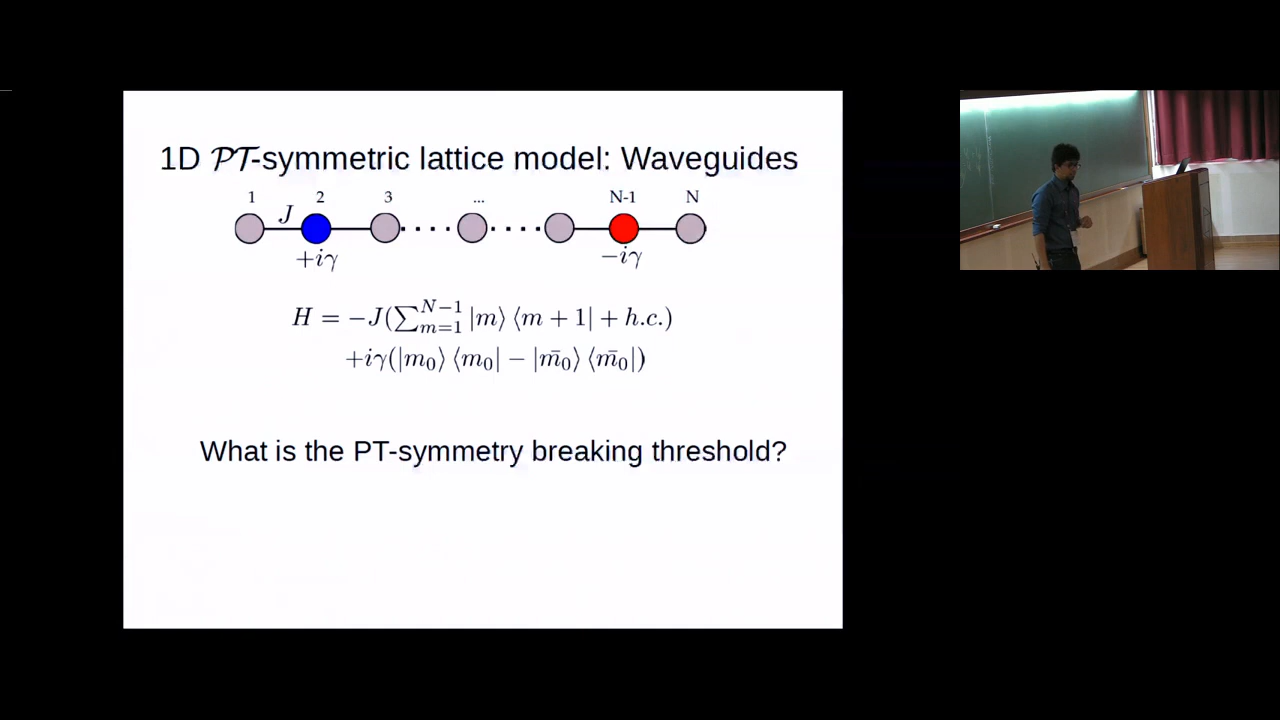 1D 𝒫𝒯-symmetric lattice model: Waveguides
1 2 3 ... N-1 N
J
+iγ −iγ
H = −J(∑_{m=1}^{N−1} |m⟩ ⟨m + 1| + h.c.)
+iγ(|m₀⟩ ⟨m₀| − |m̄₀⟩ ⟨m̄₀|)
What is the PT-symmetry breaking threshold?